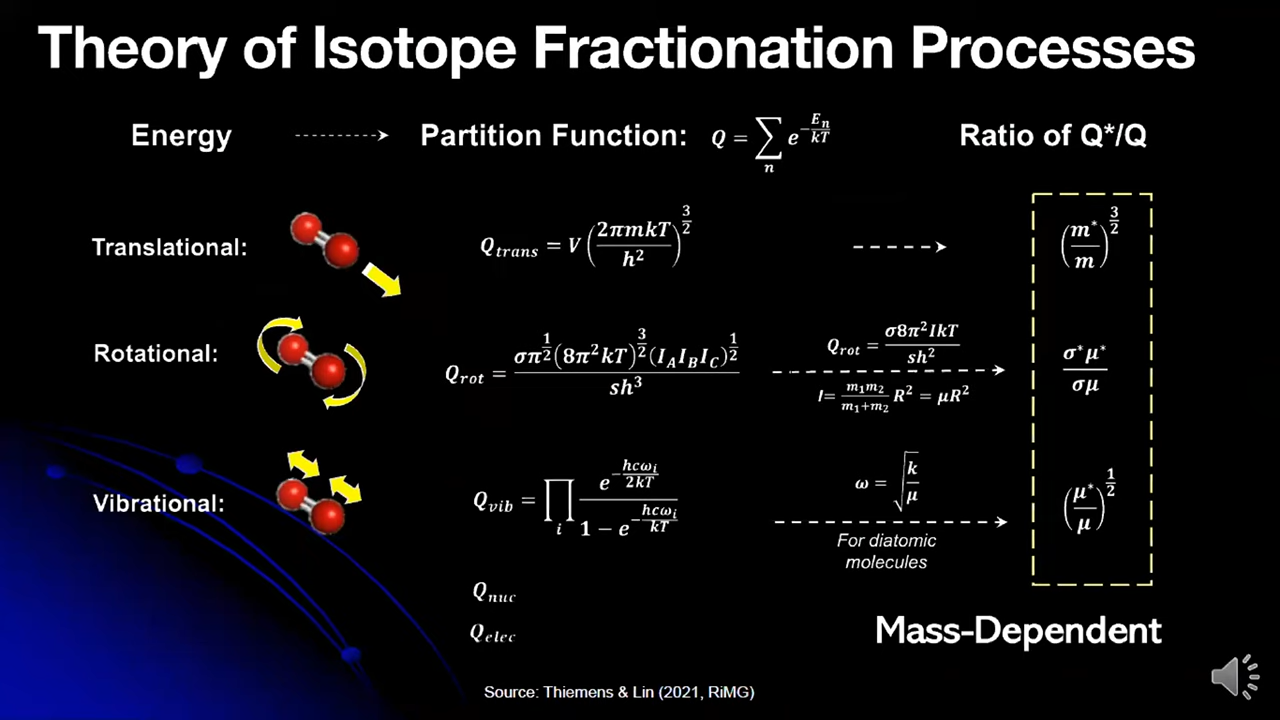 Theory of Isotope Fractionation Processes
Energy
Partition Function: Q = ∑_n e^{-E_n/kT}
Ratio of Q*/Q
Translational:
Q_trans = V (2πmkT/h²)^{3/2}
(m*/m)^{3/2}
Rotational:
Q_rot = σπ^{1/2}(8π²kT)^{3/2}(I_A I_B I_C)^{1/2}/sh³
Q_rot = σ8π²IkT/sh²
I= m₁m₂/m₁+m₂ R² = μR²
σ*μ*/σμ
Vibrational:
Q_vib = ∏_i e^{-hcω_i/2kT}/1 − e^{-hcω_i/kT}
ω = √(k/μ)
For diatomic
molecules
(μ*/μ)^{1/2}
Q_nuc
Q_elec
Mass-Dependent
Source: Thiemens & Lin (2021, RiMG)